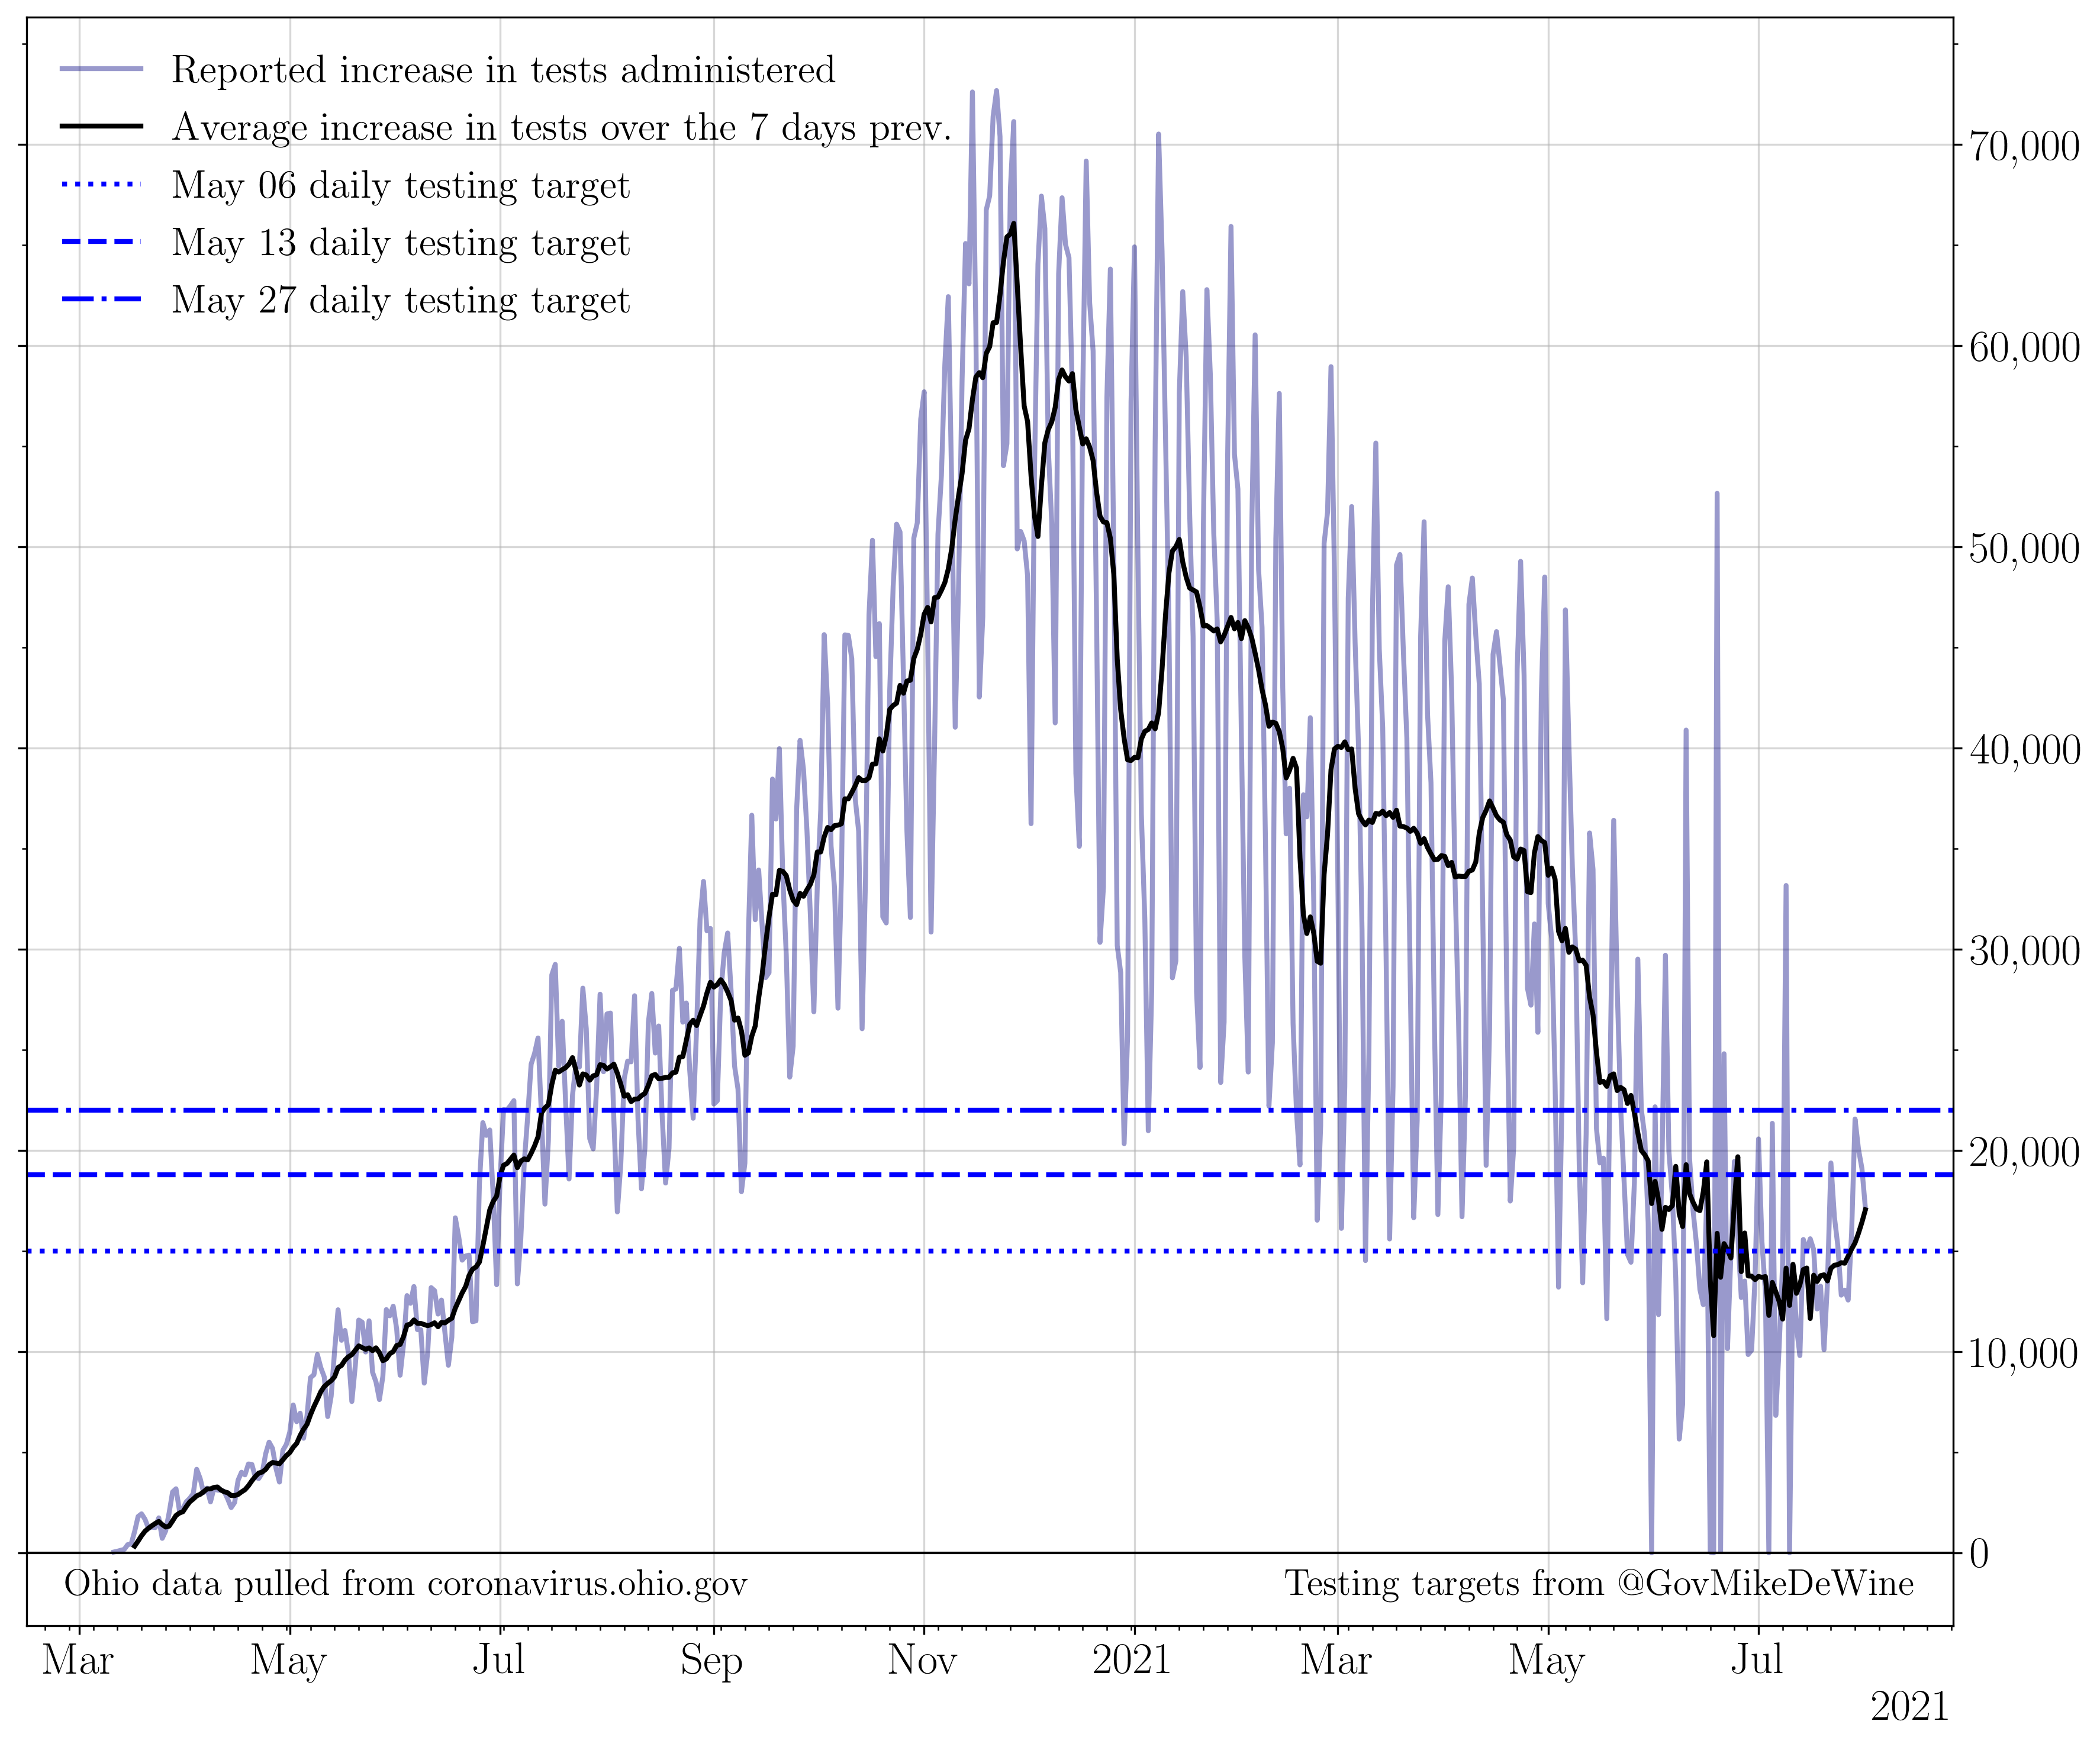 Reported increase in tests administered
Average increase in tests over the 7 days prev.
May 06 daily testing target
May 13 daily testing target
May 27 daily testing target
70,000
60,000
50,000
40,000
30,000
20,000
10,000
0
Ohio data pulled from coronavirus.ohio.gov
Testing targets from @GovMikeDeWine
Mar May Jul Sep Nov 2021 Mar May Jul
2021